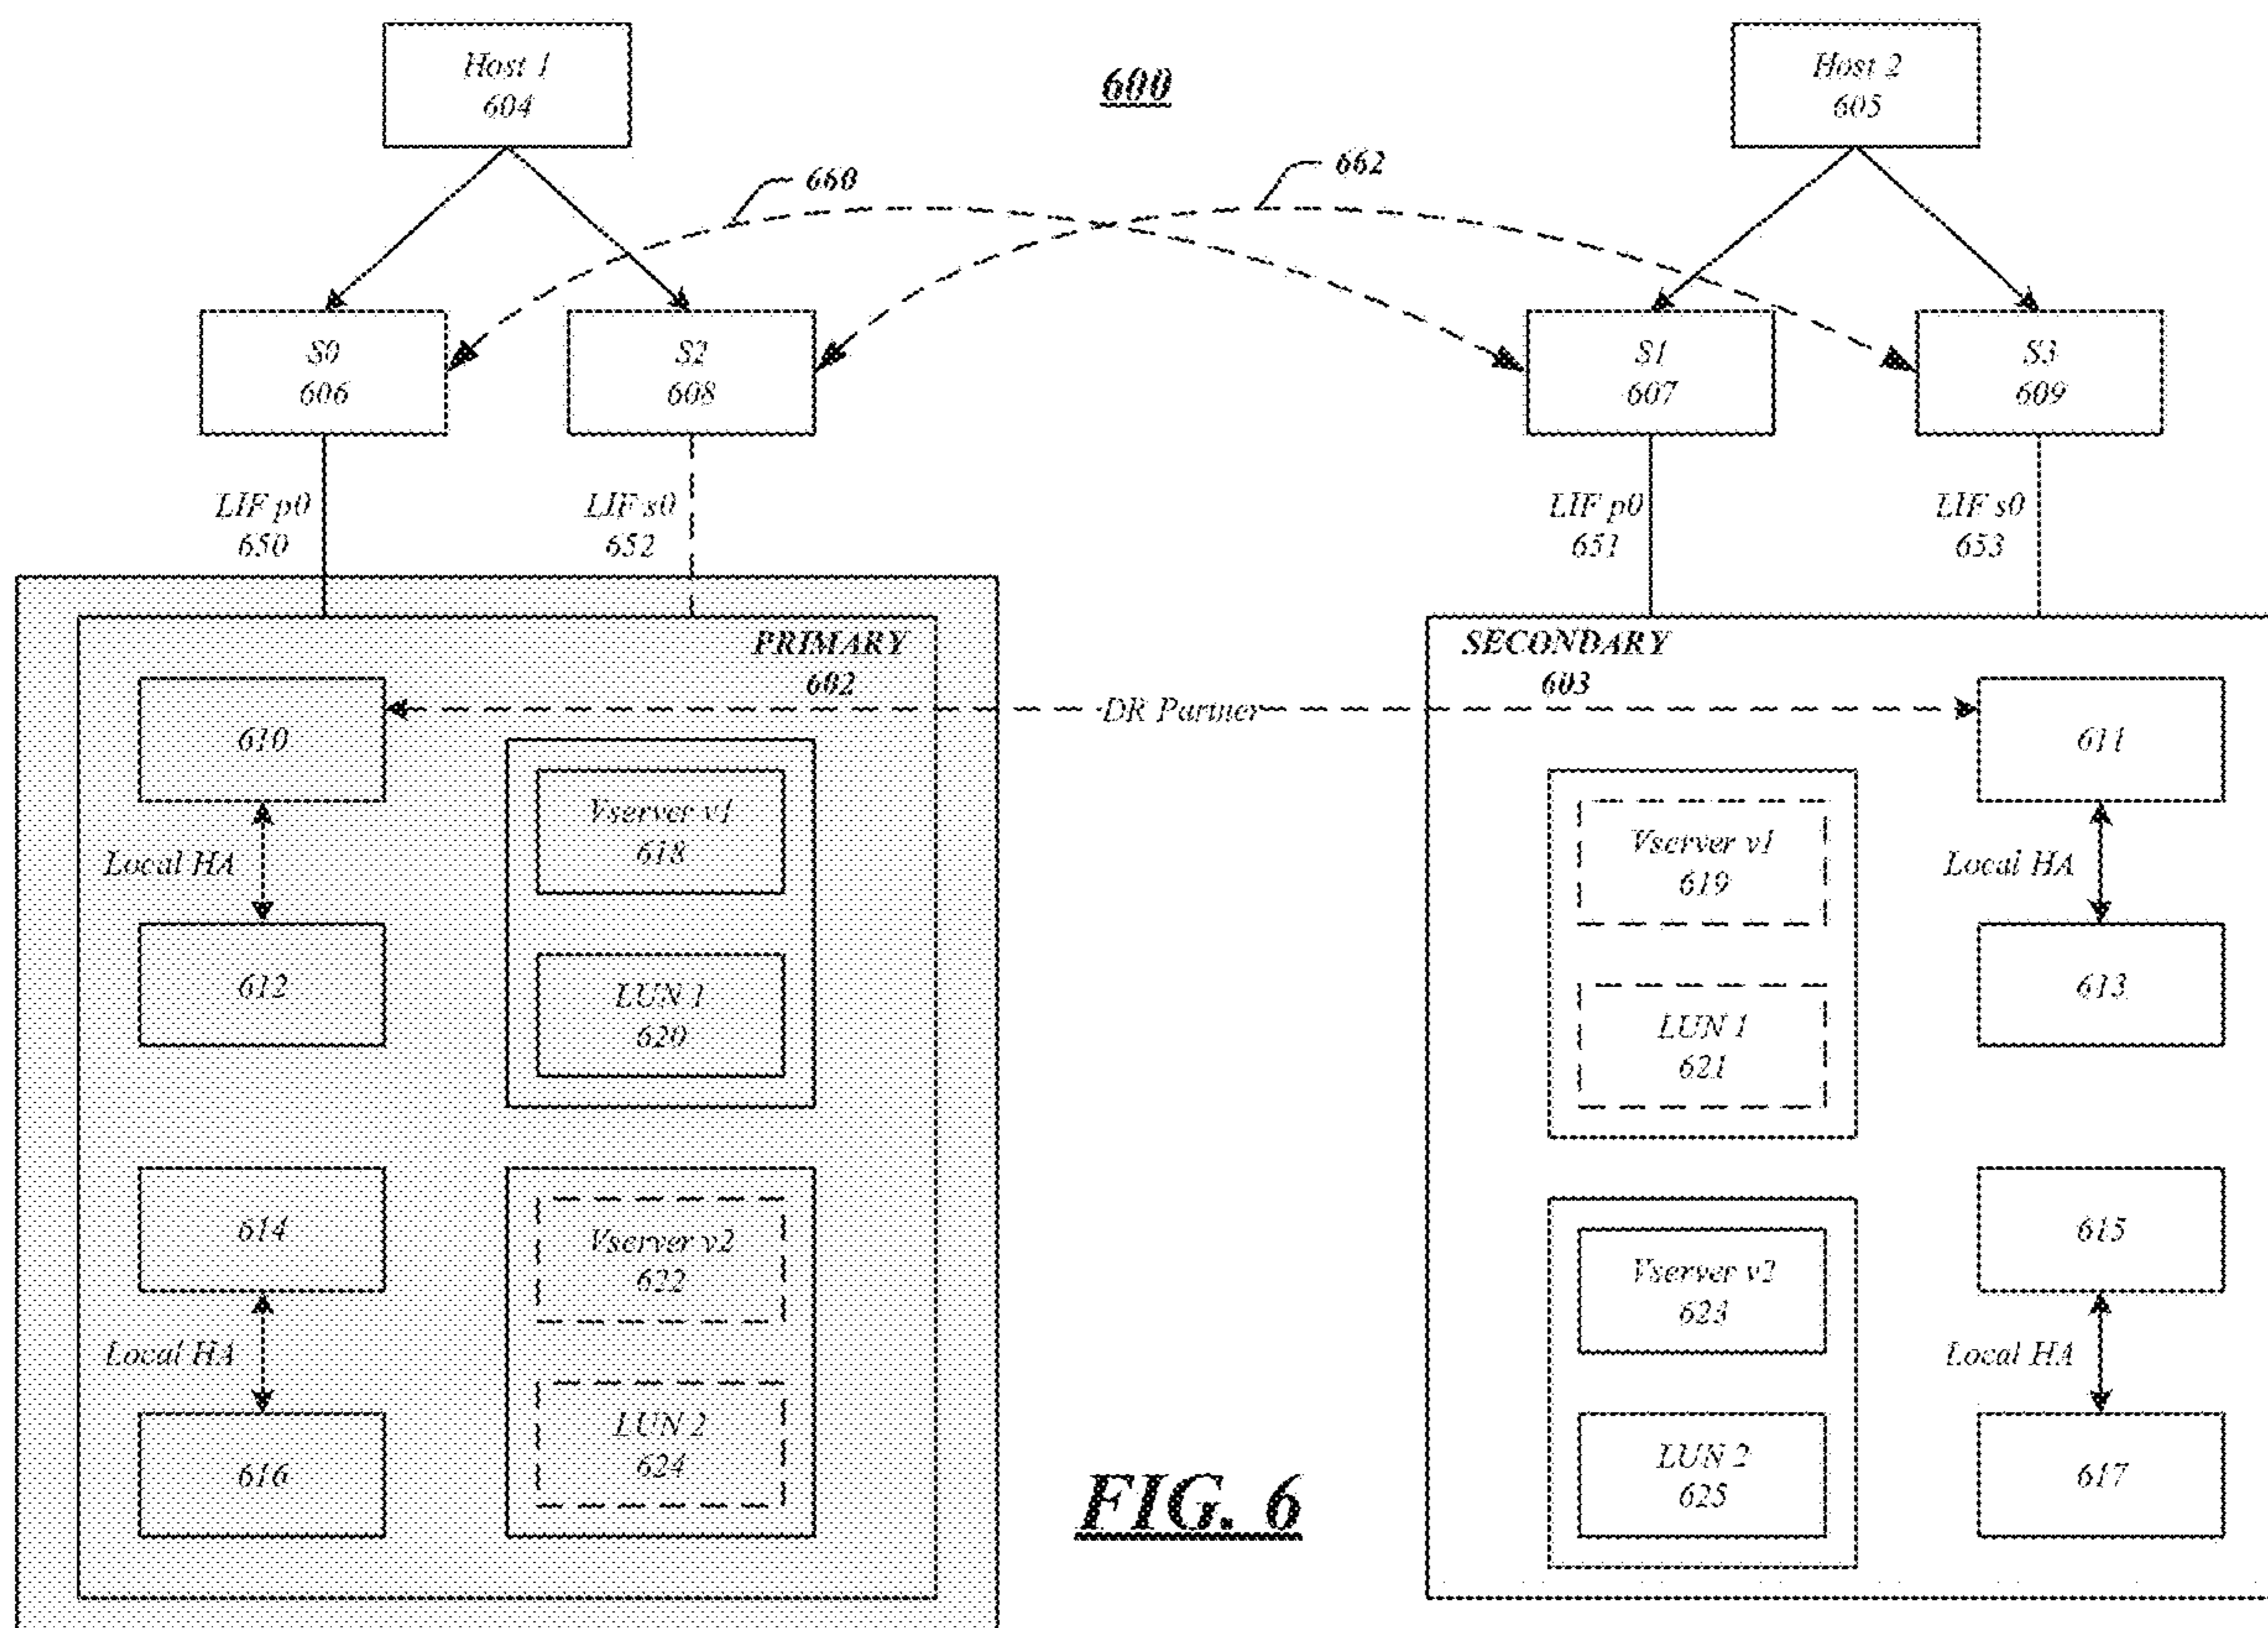 Host 1
604
600
Host 2
605
660
662
S0
606
S2
608
S1
607
S3
609
LIF p0
650
LIF s0
652
LIF p0
651
LIF s0
653
PRIMARY
602
SECONDARY
603
DR Partner
610
Local HA
612
Vserver v1
618
LUN 1
620
614
Local HA
616
Vserver v2
622
LUN 2
624
Vserver v1
619
LUN 1
621
611
Local HA
613
Vserver v2
623
LUN 2
625
615
Local HA
617
FIG. 6